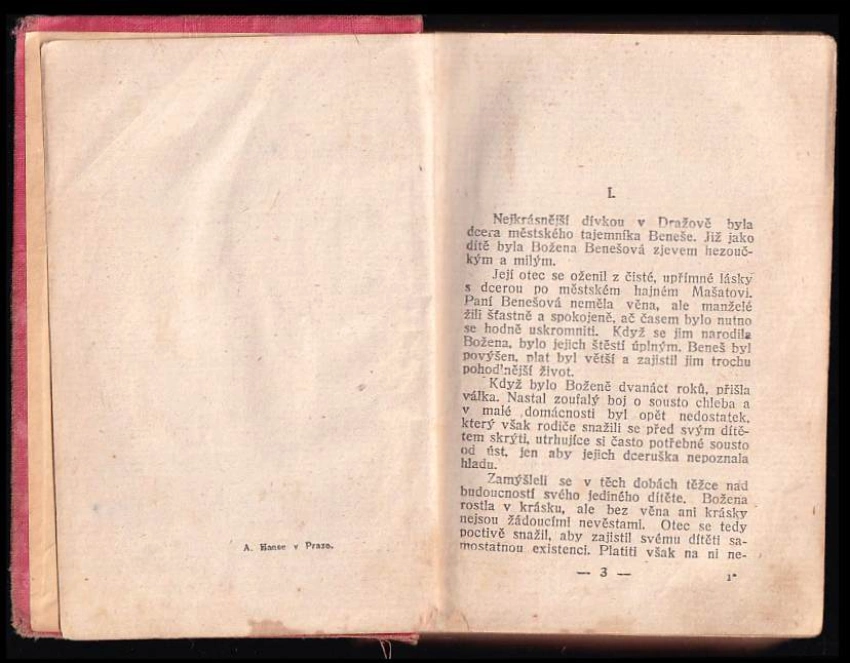 A. Hanse v Praze.
I.
Nejkrásnější dívkou v Dražově byla
dcera městského tajemníka Beneše. Již jako
dítě byla Božena Benešová zjevem hezouč-
kým a milým.
Její otec se oženil z čisté, upřímné lásky
s dcerou po městském hajném Mašatovi.
Paní Benešová neměla věna, ale manželé
žili šťastně a spokojeně, ač časem bylo nutno
se hodně uskromniti. Když se jim narodila
Božena, bylo jejich štěstí úplným. Beneš byl
povýšen, plat byl větší a zajistil jim trochu
pohodlnější život.
Když bylo Boženě dvanáct roků, přišla
válka. Nastal zoufalý boj o sousto chleba a
v malé domácnosti byl opět nedostatek,
který však rodiče snažili se před svým dítě-
tem skrýti, utrhujíce si často potřebné sousto
od úst, jen aby jejich dceruška nepoznala
hladu.
Zamýšleli se v těch dobách těžce nad
budoucností svého jediného dítěte. Božena
rostla v krásku, ale bez věna ani krásky
nejsou žádoucími nevěstami. Otec se tedy
poctivě snažil, aby zajistil svému dítěti sa-
mostatnou existenci. Platiti však na ni ne-
— 3 —
1*